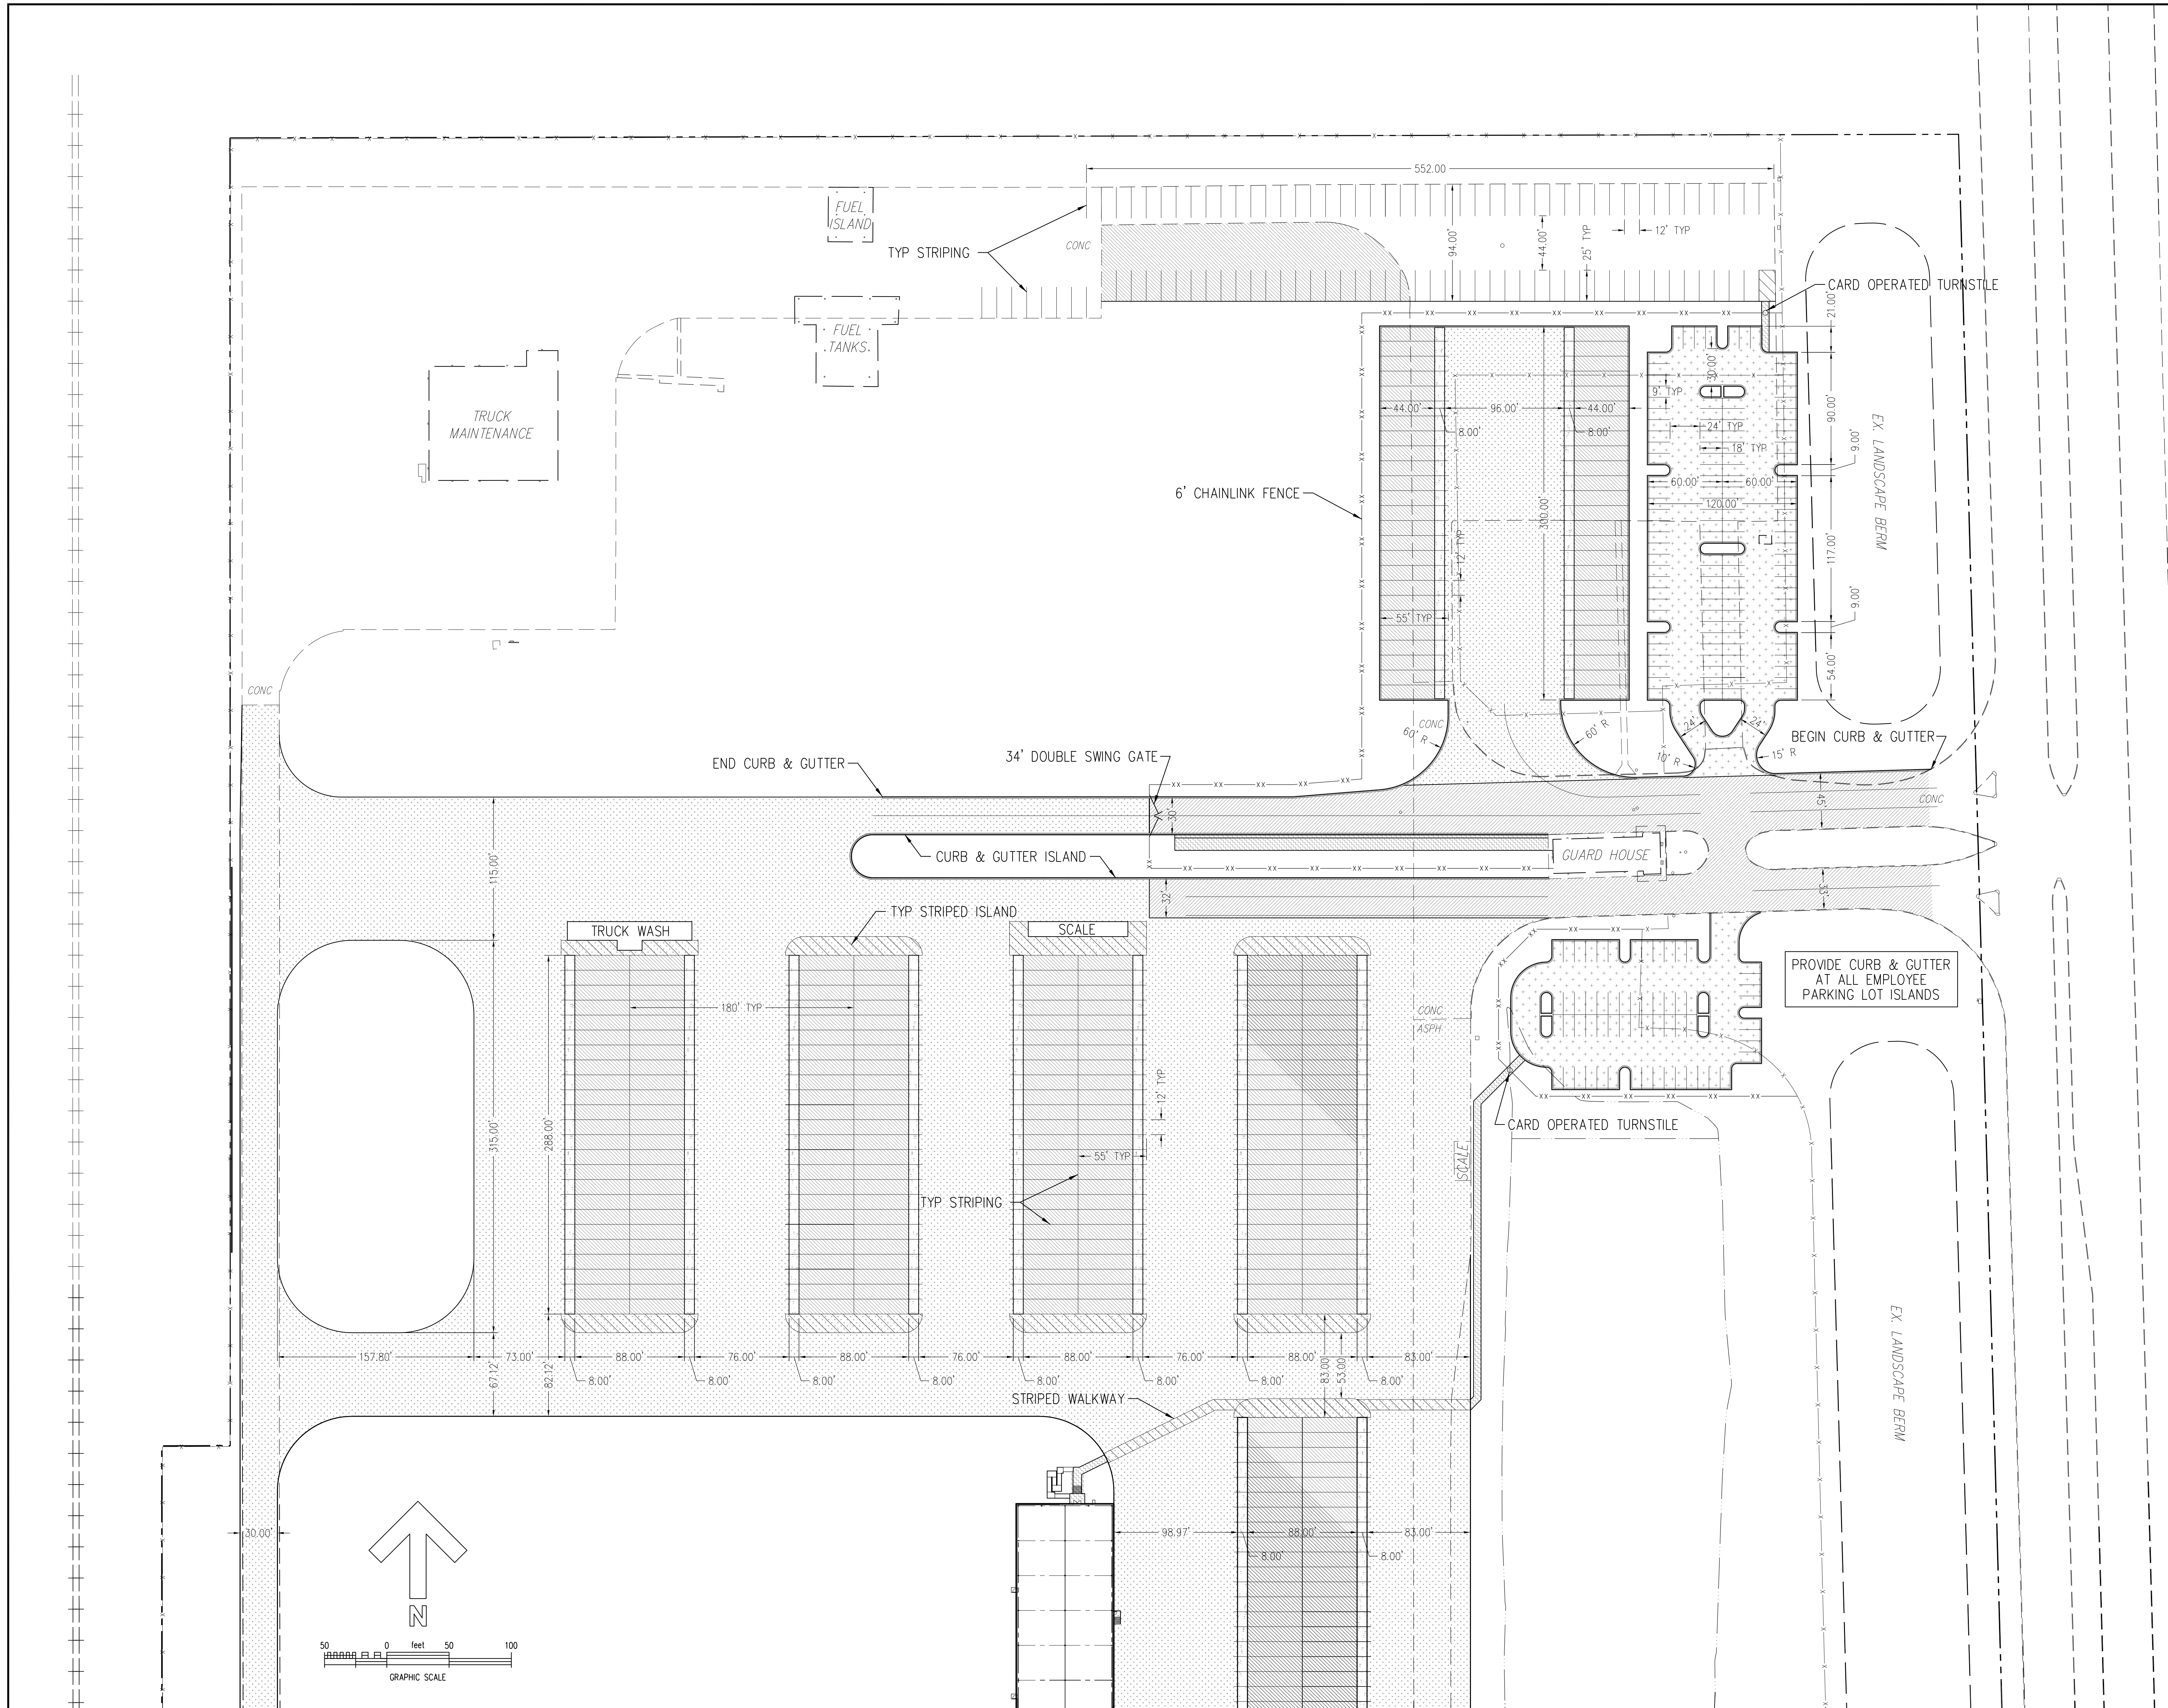 552.00
FUEL
ISLAND
TYP STRIPING
CONC
94.00'
44.00'
25' TYP
12' TYP
CARD OPERATED TURNSTILE
21.00'
FUEL
TANKS
TRUCK
MAINTENANCE
30.00'
9' TYP
90.00'
44.00'
96.00'
44.00'
8.00'
8.00'
24' TYP
18' TYP
9.00'
EX. LANDSCAPE BERM
6' CHAINLINK FENCE
60.00'
60.00'
120.00'
300.00'
12' TYP
117.00'
55' TYP
9.00'
54.00'
CONC
CONC
60' R
60' R
24'
24'
10' R
15' R
BEGIN CURB & GUTTER
34' DOUBLE SWING GATE
END CURB & GUTTER
30'
45'
CONC
CURB & GUTTER ISLAND
GUARD HOUSE
115.00'
32'
33'
TYP STRIPED ISLAND
TRUCK WASH
SCALE
PROVIDE CURB & GUTTER
AT ALL EMPLOYEE
PARKING LOT ISLANDS
180' TYP
CONC
ASPH
12' TYP
315.00'
288.00'
CARD OPERATED TURNSTILE
SCALE
55' TYP
TYP STRIPING
EX. LANDSCAPE BERM
157.80'
73.00'
88.00'
76.00'
88.00'
76.00'
88.00'
76.00'
88.00'
83.00'
67.12'
82.12'
8.00'
8.00'
8.00'
8.00'
8.00'
8.00'
8.00'
83.00
53.00
8.00'
STRIPED WALKWAY
30.00'
98.97'
88.00'
83.00'
8.00'
8.00'
N
50 0 feet 50 100
GRAPHIC SCALE